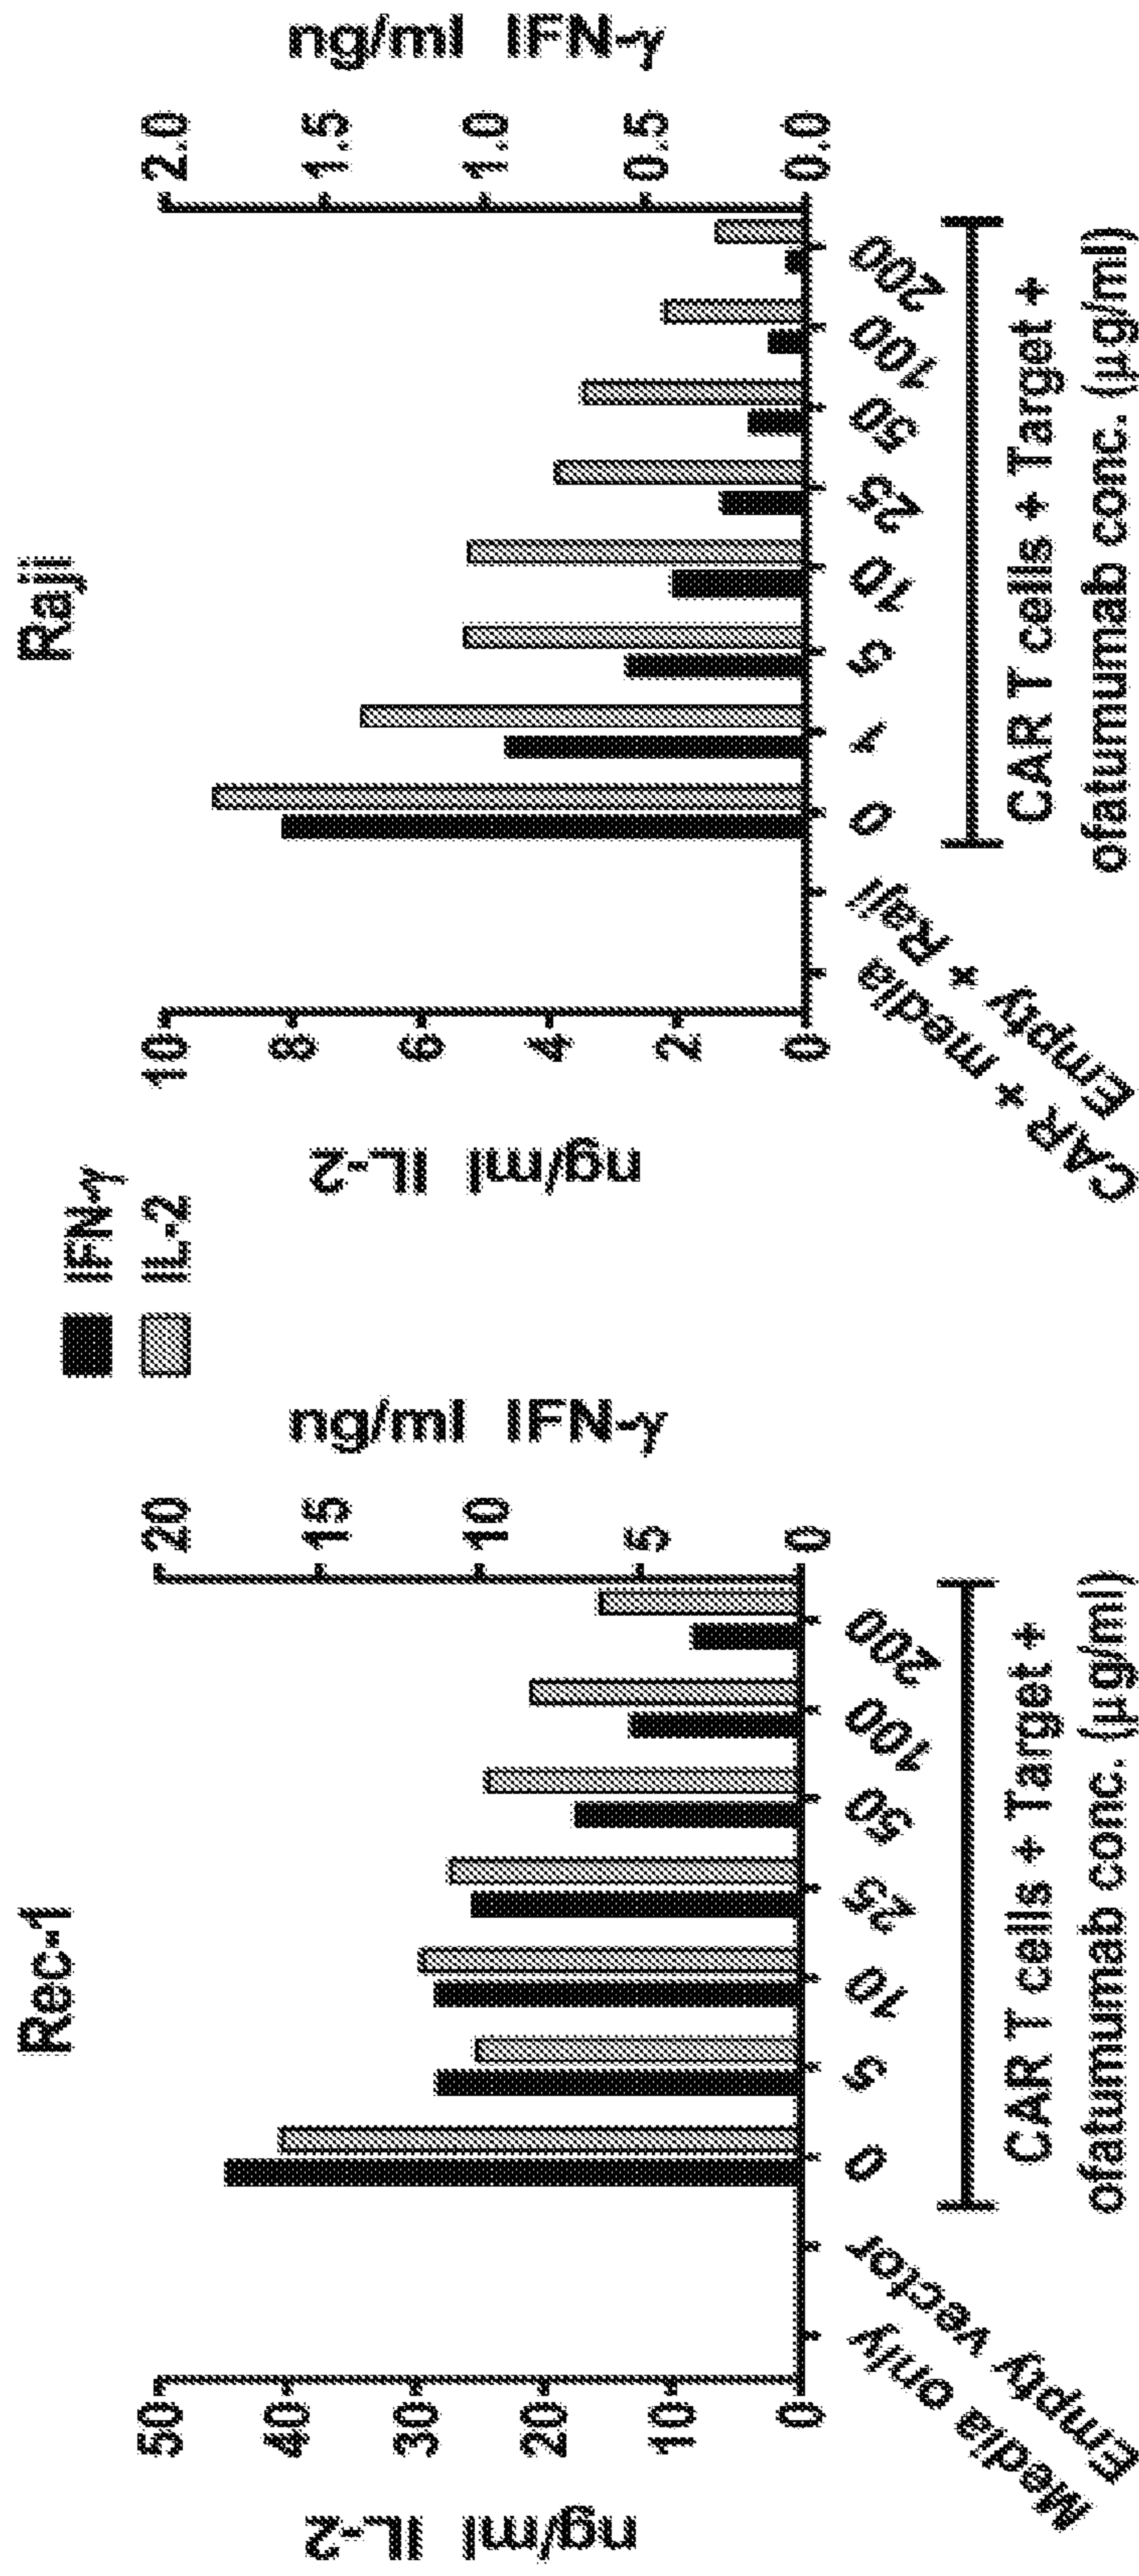 Rec-1
ng/ml IL-2
50
40
30
20
10
0
ng/ml IFN-γ
20
15
10
5
0
Media only
Empty vector
0
5
10
25
50
100
200
CAR T cells + Target +
ofatumumab conc. (µg/ml)
IFN-γ
IL-2
Raji
ng/ml IL-2
10
8
6
4
2
0
ng/ml IFN-γ
2.0
1.5
1.0
0.5
0.0
CAR + media
Empty + Raji
0
1
5
10
25
50
100
200
CAR T cells + Target +
ofatumumab conc. (µg/ml)